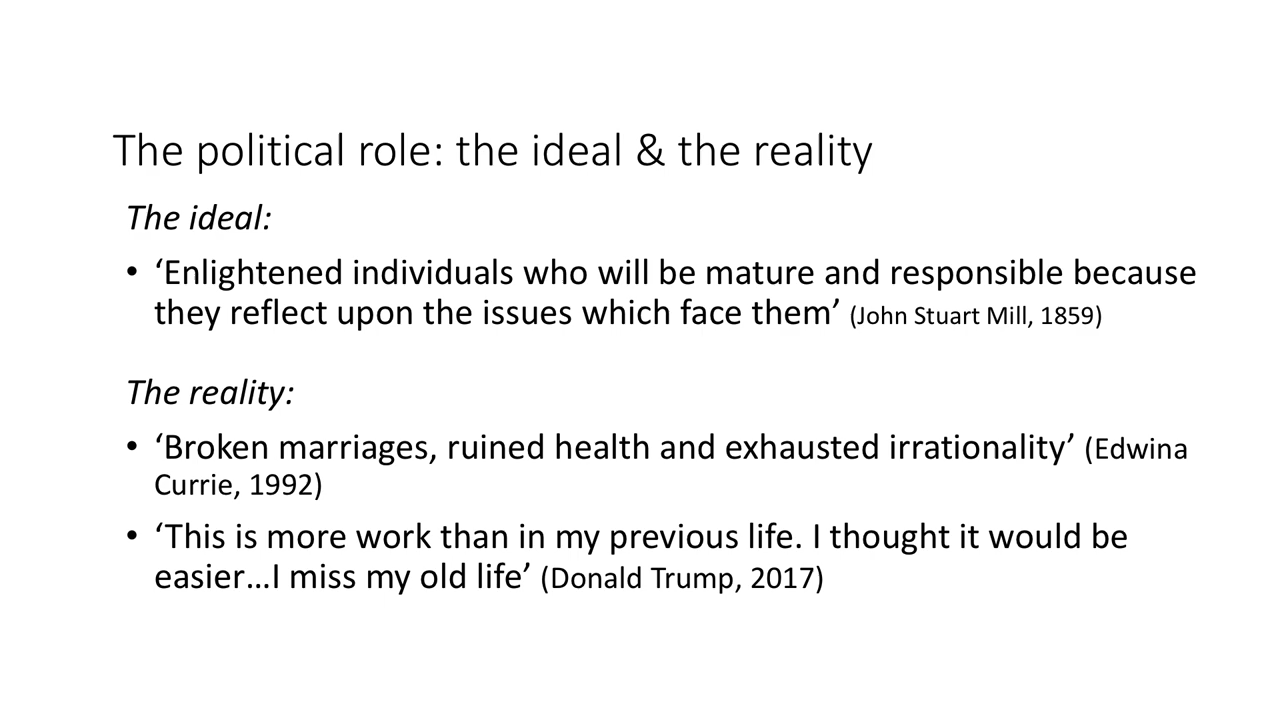 The political role: the ideal & the reality
The ideal:
• ‘Enlightened individuals who will be mature and responsible because
they reflect upon the issues which face them’ (John Stuart Mill, 1859)
The reality:
• ‘Broken marriages, ruined health and exhausted irrationality’ (Edwina
Currie, 1992)
• ‘This is more work than in my previous life. I thought it would be
easier…I miss my old life’ (Donald Trump, 2017)